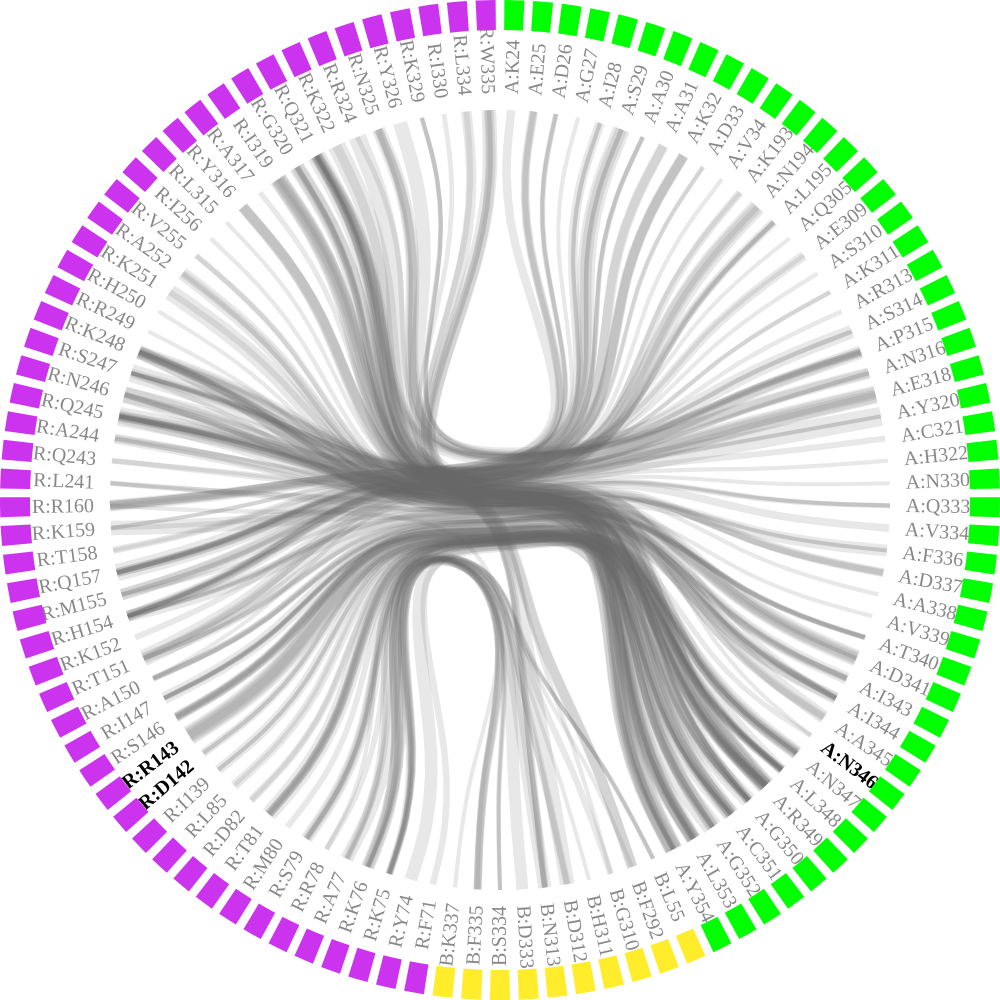 A:K24
A:E25
A:D26
A:G27
A:I28
A:S29
A:A30
A:A31
A:K32
A:D33
A:V34
A:K193
A:N194
A:L195
A:Q305
A:E309
A:S310
A:K311
A:R313
A:S314
A:P315
A:N316
A:E318
A:Y320
A:C321
A:H322
A:N330
A:Q333
A:V334
A:F336
A:D337
A:A338
A:V339
A:T340
A:D341
A:I343
A:I344
A:A345
A:N346
A:N347
A:L348
A:R349
A:G350
A:C351
A:G352
A:L353
A:Y354
B:L55
B:F292
B:G310
B:H311
B:D312
B:N313
B:D333
B:S334
B:F335
B:K337
R:F71
R:Y74
R:K75
R:K76
R:A77
R:R78
R:S79
R:M80
R:T81
R:D82
R:L85
R:I139
R:D142
R:R143
R:S146
R:I147
R:A150
R:T151
R:K152
R:H154
R:M155
R:Q157
R:T158
R:K159
R:R160
R:L241
R:Q243
R:A244
R:Q245
R:N246
R:S247
R:K248
R:R249
R:H250
R:K251
R:A252
R:V255
R:I256
R:L315
R:Y316
R:A317
R:I319
R:G320
R:Q321
R:K322
R:R324
R:N325
R:Y326
R:K329
R:I330
R:L334
R:W335